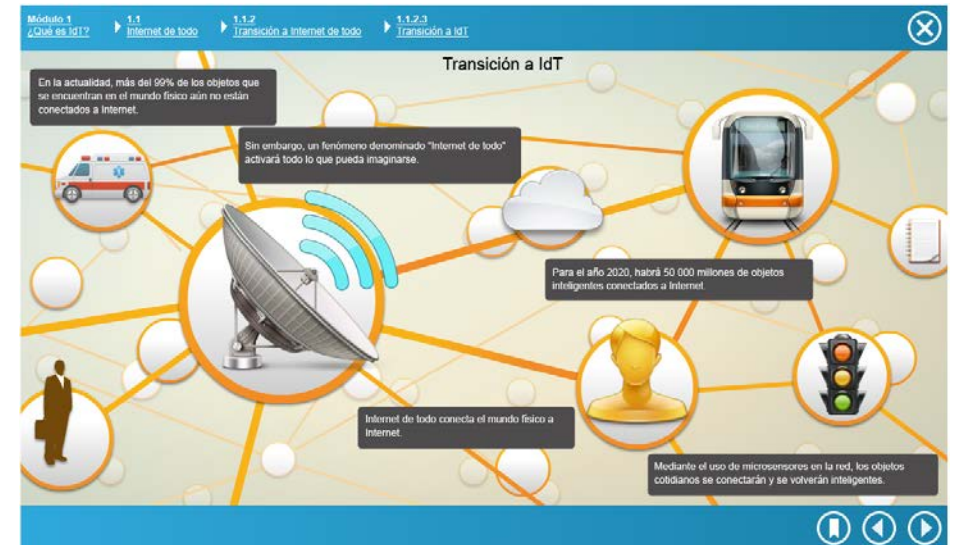 Módulo 1
¿Qué es IdT?
1.1
Internet de todo
1.1.2
Transición a Internet de todo
1.1.2.3
Transición a IdT
Transición a IdT
En la actualidad, más del 99% de los objetos que
se encuentran en el mundo físico aún no están
conectados a Internet.
Sin embargo, un fenómeno denominado "Internet de todo"
activará todo lo que pueda imaginarse.
Para el año 2020, habrá 50 000 millones de objetos
inteligentes conectados a Internet.
Internet de todo conecta el mundo físico a
Internet.
Mediante el uso de microsensores en la red, los objetos
cotidianos se conectarán y se volverán inteligentes.